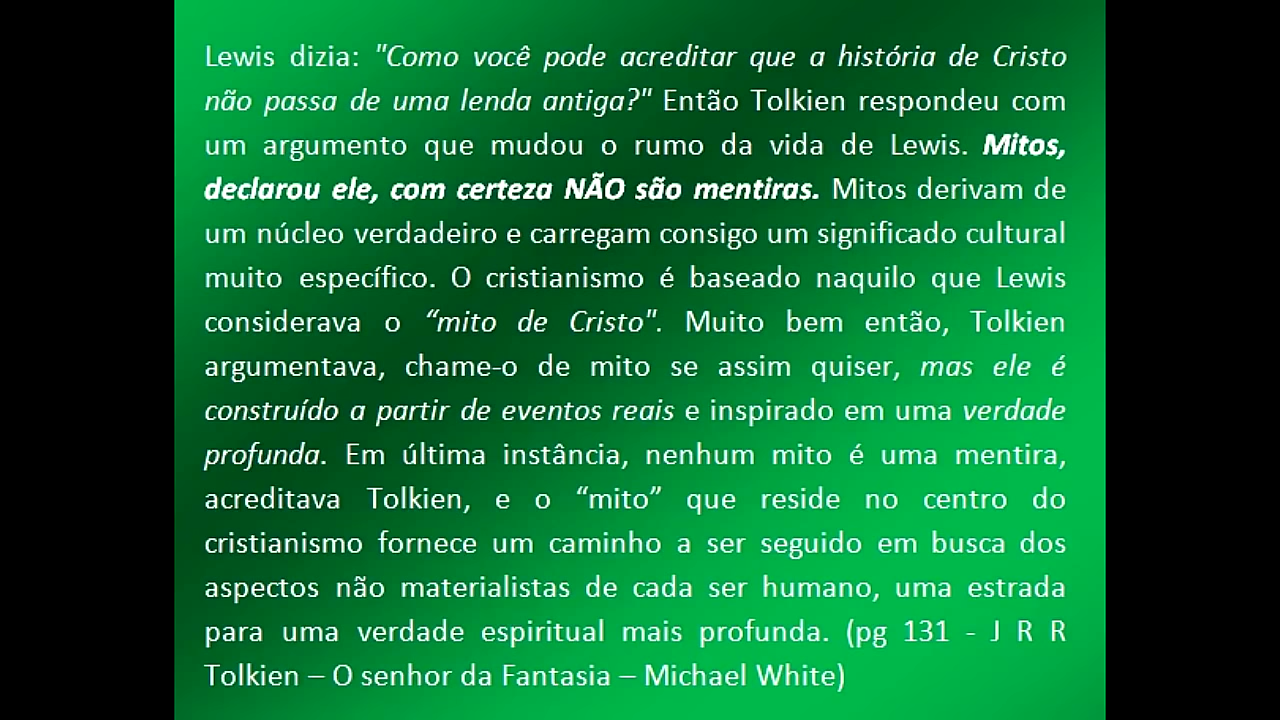 Lewis dizia: "Como você pode acreditar que a história de Cristo
não passa de uma lenda antiga?" Então Tolkien respondeu com
um argumento que mudou o rumo da vida de Lewis. Mitos,
declarou ele, com certeza NÃO são mentiras. Mitos derivam de
um núcleo verdadeiro e carregam consigo um significado cultural
muito específico. O cristianismo é baseado naquilo que Lewis
considerava o “mito de Cristo". Muito bem então, Tolkien
argumentava, chame-o de mito se assim quiser, mas ele é
construído a partir de eventos reais e inspirado em uma verdade
profunda. Em última instância, nenhum mito é uma mentira,
acreditava Tolkien, e o “mito” que reside no centro do
cristianismo fornece um caminho a ser seguido em busca dos
aspectos não materialistas de cada ser humano, uma estrada
para uma verdade espiritual mais profunda. (pg 131 - J R R
Tolkien – O senhor da Fantasia – Michael White)